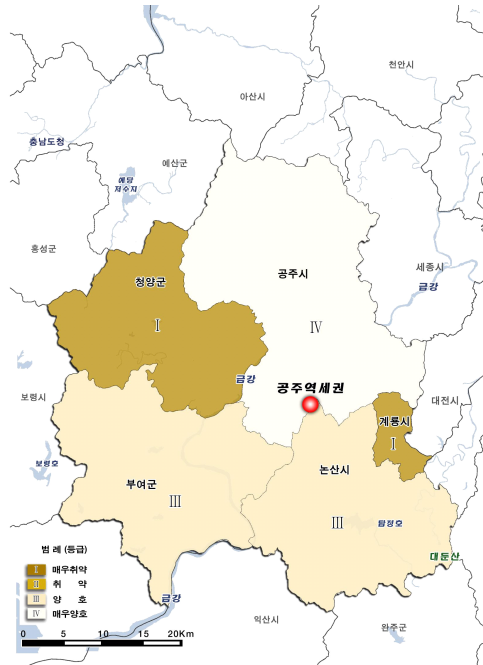 천안시
아산시
충남도청
예산군
예당
저수지
홍성군
세종시
금강
공주시
청양군
Ⅰ
Ⅳ
금강
공주역세권
보령시
대전시
계룡시
Ⅰ
보령호
부여군
Ⅲ
논산시
Ⅲ
탑정호
대둔산
범 례 (등급)
Ⅰ 매우취약
Ⅱ 취 약
Ⅲ 양 호
Ⅳ 매우양호
금강
익산시
완주군
0 5 10 15 20Km